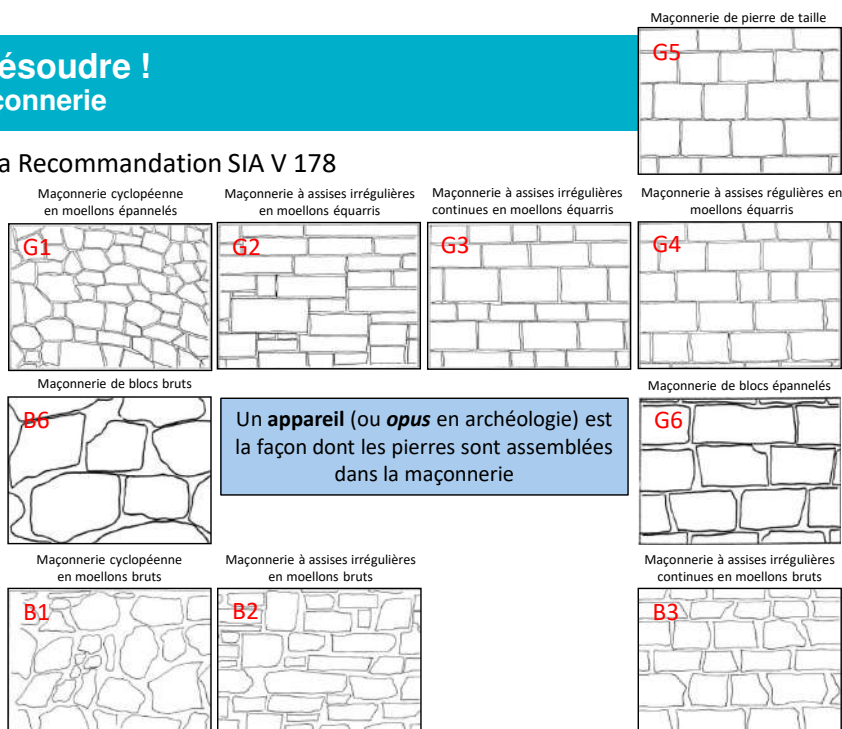 Maçonnerie de pierre de taille
G5
ésoudre !
connerie
a Recommandation SIA V 178
Maçonnerie cyclopéenne
en moellons épannelés
G1
Maçonnerie à assises irrégulières
en moellons équarris
G2
Maçonnerie à assises irrégulières
continues en moellons équarris
G3
Maçonnerie à assises régulières en
moellons équarris
G4
Maçonnerie de blocs bruts
B6
Un appareil (ou opus en archéologie) est
la façon dont les pierres sont assemblées
dans la maçonnerie
Maçonnerie de blocs épannelés
G6
Maçonnerie cyclopéenne
en moellons bruts
B1
Maçonnerie à assises irrégulières
en moellons bruts
B2
Maçonnerie à assises irrégulières
continues en moellons bruts
B3